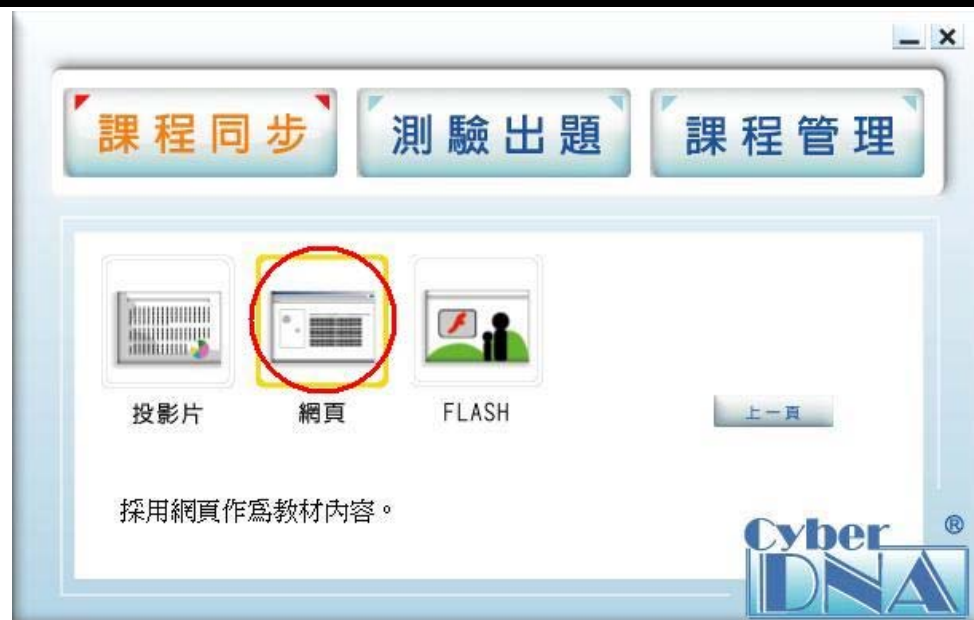 課程同步 測驗出題 課程管理
投影片 網頁 FLASH
上一頁
採用網頁作為教材內容。
Cyber ®
DNA